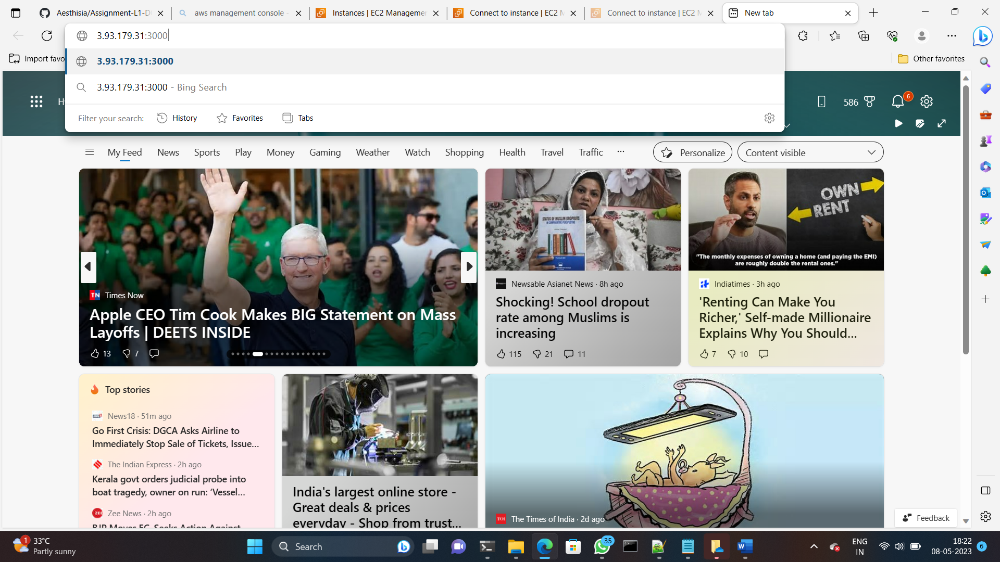 Aesthisia/Assignment-L1-D
aws management console -
Instances | EC2 Managemen
Connect to instance | EC2 M
Connect to instance | EC2 M
New tab
3.93.179.31:3000
Import favo
Other favorites
3.93.179.31:3000
3.93.179.31:3000 - Bing Search
Filter your search:
History
Favorites
Tabs
586
6
My Feed
News
Sports
Play
Money
Gaming
Weather
Watch
Shopping
Health
Travel
Traffic
...
Personalize
Content visible
TN Times Now
Apple CEO Tim Cook Makes BIG Statement on Mass
Layoffs | DEETS INSIDE
13
7
STATUS OF MUSLIM DROPOUTS
IN COMPARATIVE PERSPECTIVE
Newsable Asianet News · 8h ago
Shocking! School dropout
rate among Muslims is
increasing
115
21
11
OWN
RENT
"The monthly expenses of owning a home (and paying the EMI)
are roughly double the rental ones."
Indiatimes · 3h ago
'Renting Can Make You
Richer,' Self-made Millionaire
Explains Why You Should...
7
10
Top stories
News18 · 51m ago
Go First Crisis: DGCA Asks Airline to
Immediately Stop Sale of Tickets, Issue...
The Indian Express · 2h ago
Kerala govt orders judicial probe into
boat tragedy, owner on run: ‘Vessel...
ZEE Zee News · 2h ago
BJP Moves EC, Seeks Action Against
India's largest online store -
Great deals & prices
everyday - Shop from trust...
TOI The Times of India · 2d ago
Feedback
1
33°C
Partly sunny
Search
35
ENG
IN
18:22
08-05-2023
6